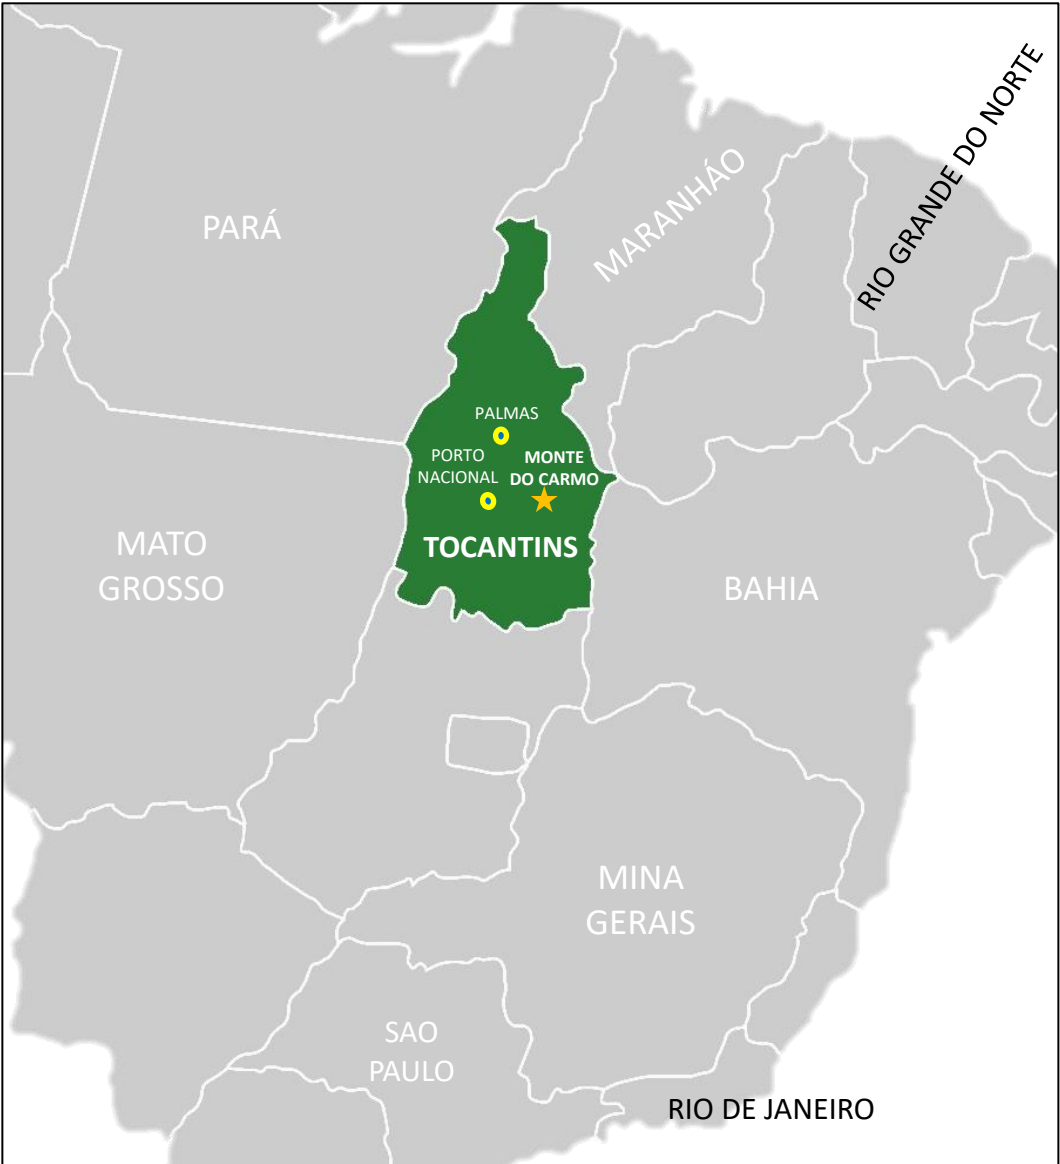 RIO GRANDE DO NORTE
MARANHÁO
PARÁ
PALMAS
PORTO
NACIONAL
MONTE
DO CARMO
TOCANTINS
MATO
GROSSO
BAHIA
MINA
GERAIS
SAO
PAULO
RIO DE JANEIRO